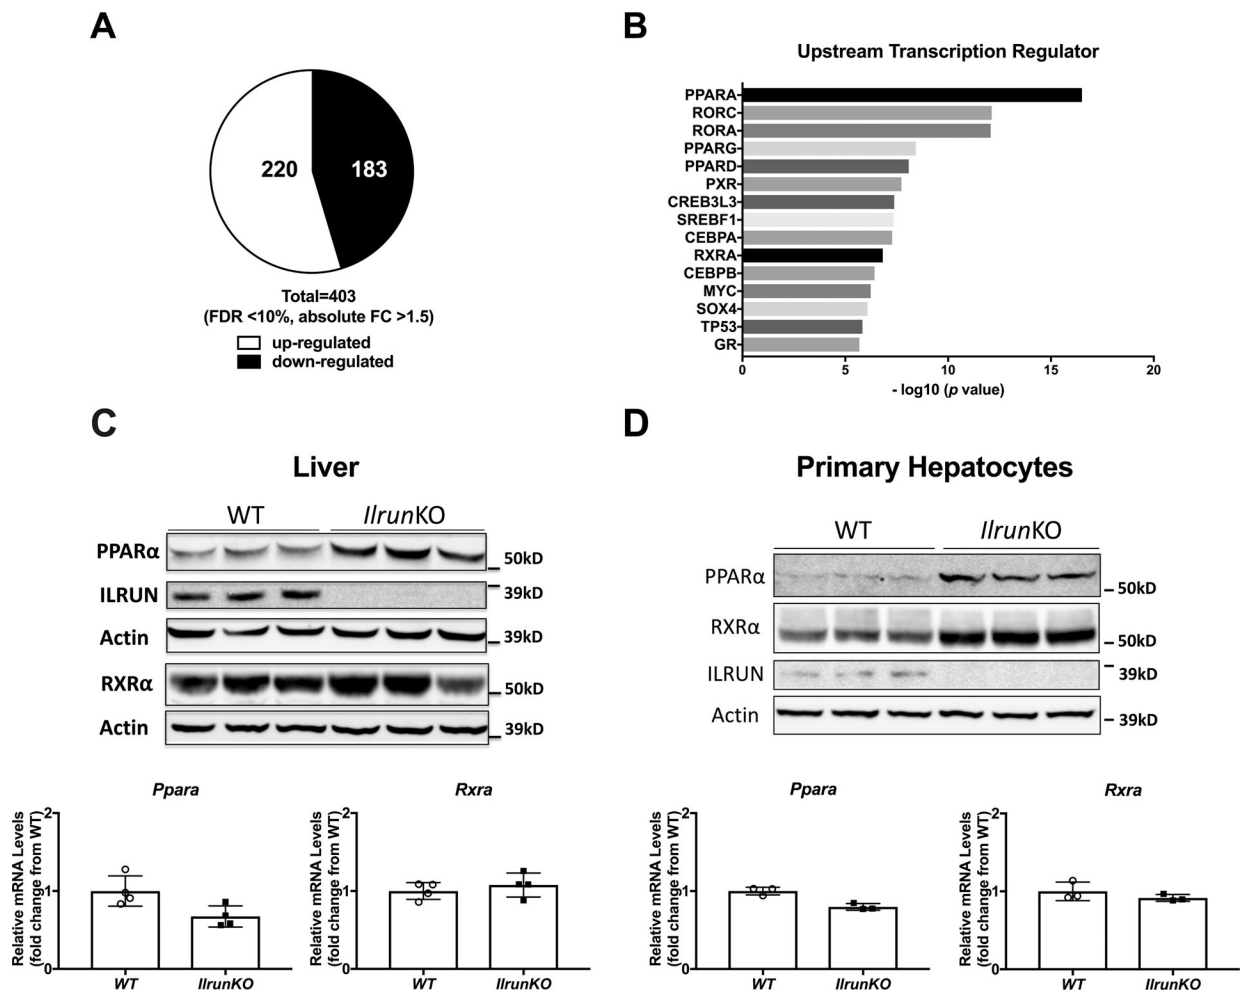 A
220
183
Total=403
(FDR <10%, absolute FC >1.5)
up-regulated
down-regulated
B
Upstream Transcription Regulator
PPARA
RORC
RORA
PPARG
PPARD
PXR
CREB3L3
SREBF1
CEBPA
RXRA
CEBPB
MYC
SOX4
TP53
GR
0 5 10 15 20
- log10 (p value)
C
Liver
WT IlrunKO
PPARα 50kD
ILRUN 39kD
Actin 39kD
RXRα 50kD
Actin 39kD
Ppara
Relative mRNA Levels
(fold change from WT)
2
1
0
WT IlrunKO
Rxra
Relative mRNA Levels
(fold change from WT)
2
1
0
WT IlrunKO
D
Primary Hepatocytes
WT IlrunKO
PPARα 50kD
RXRα 50kD
ILRUN 39kD
Actin 39kD
Ppara
Relative mRNA Levels
(fold change from WT)
2
1
0
WT IlrunKO
Rxra
Relative mRNA Levels
(fold change from WT)
2
1
0
WT IlrunKO